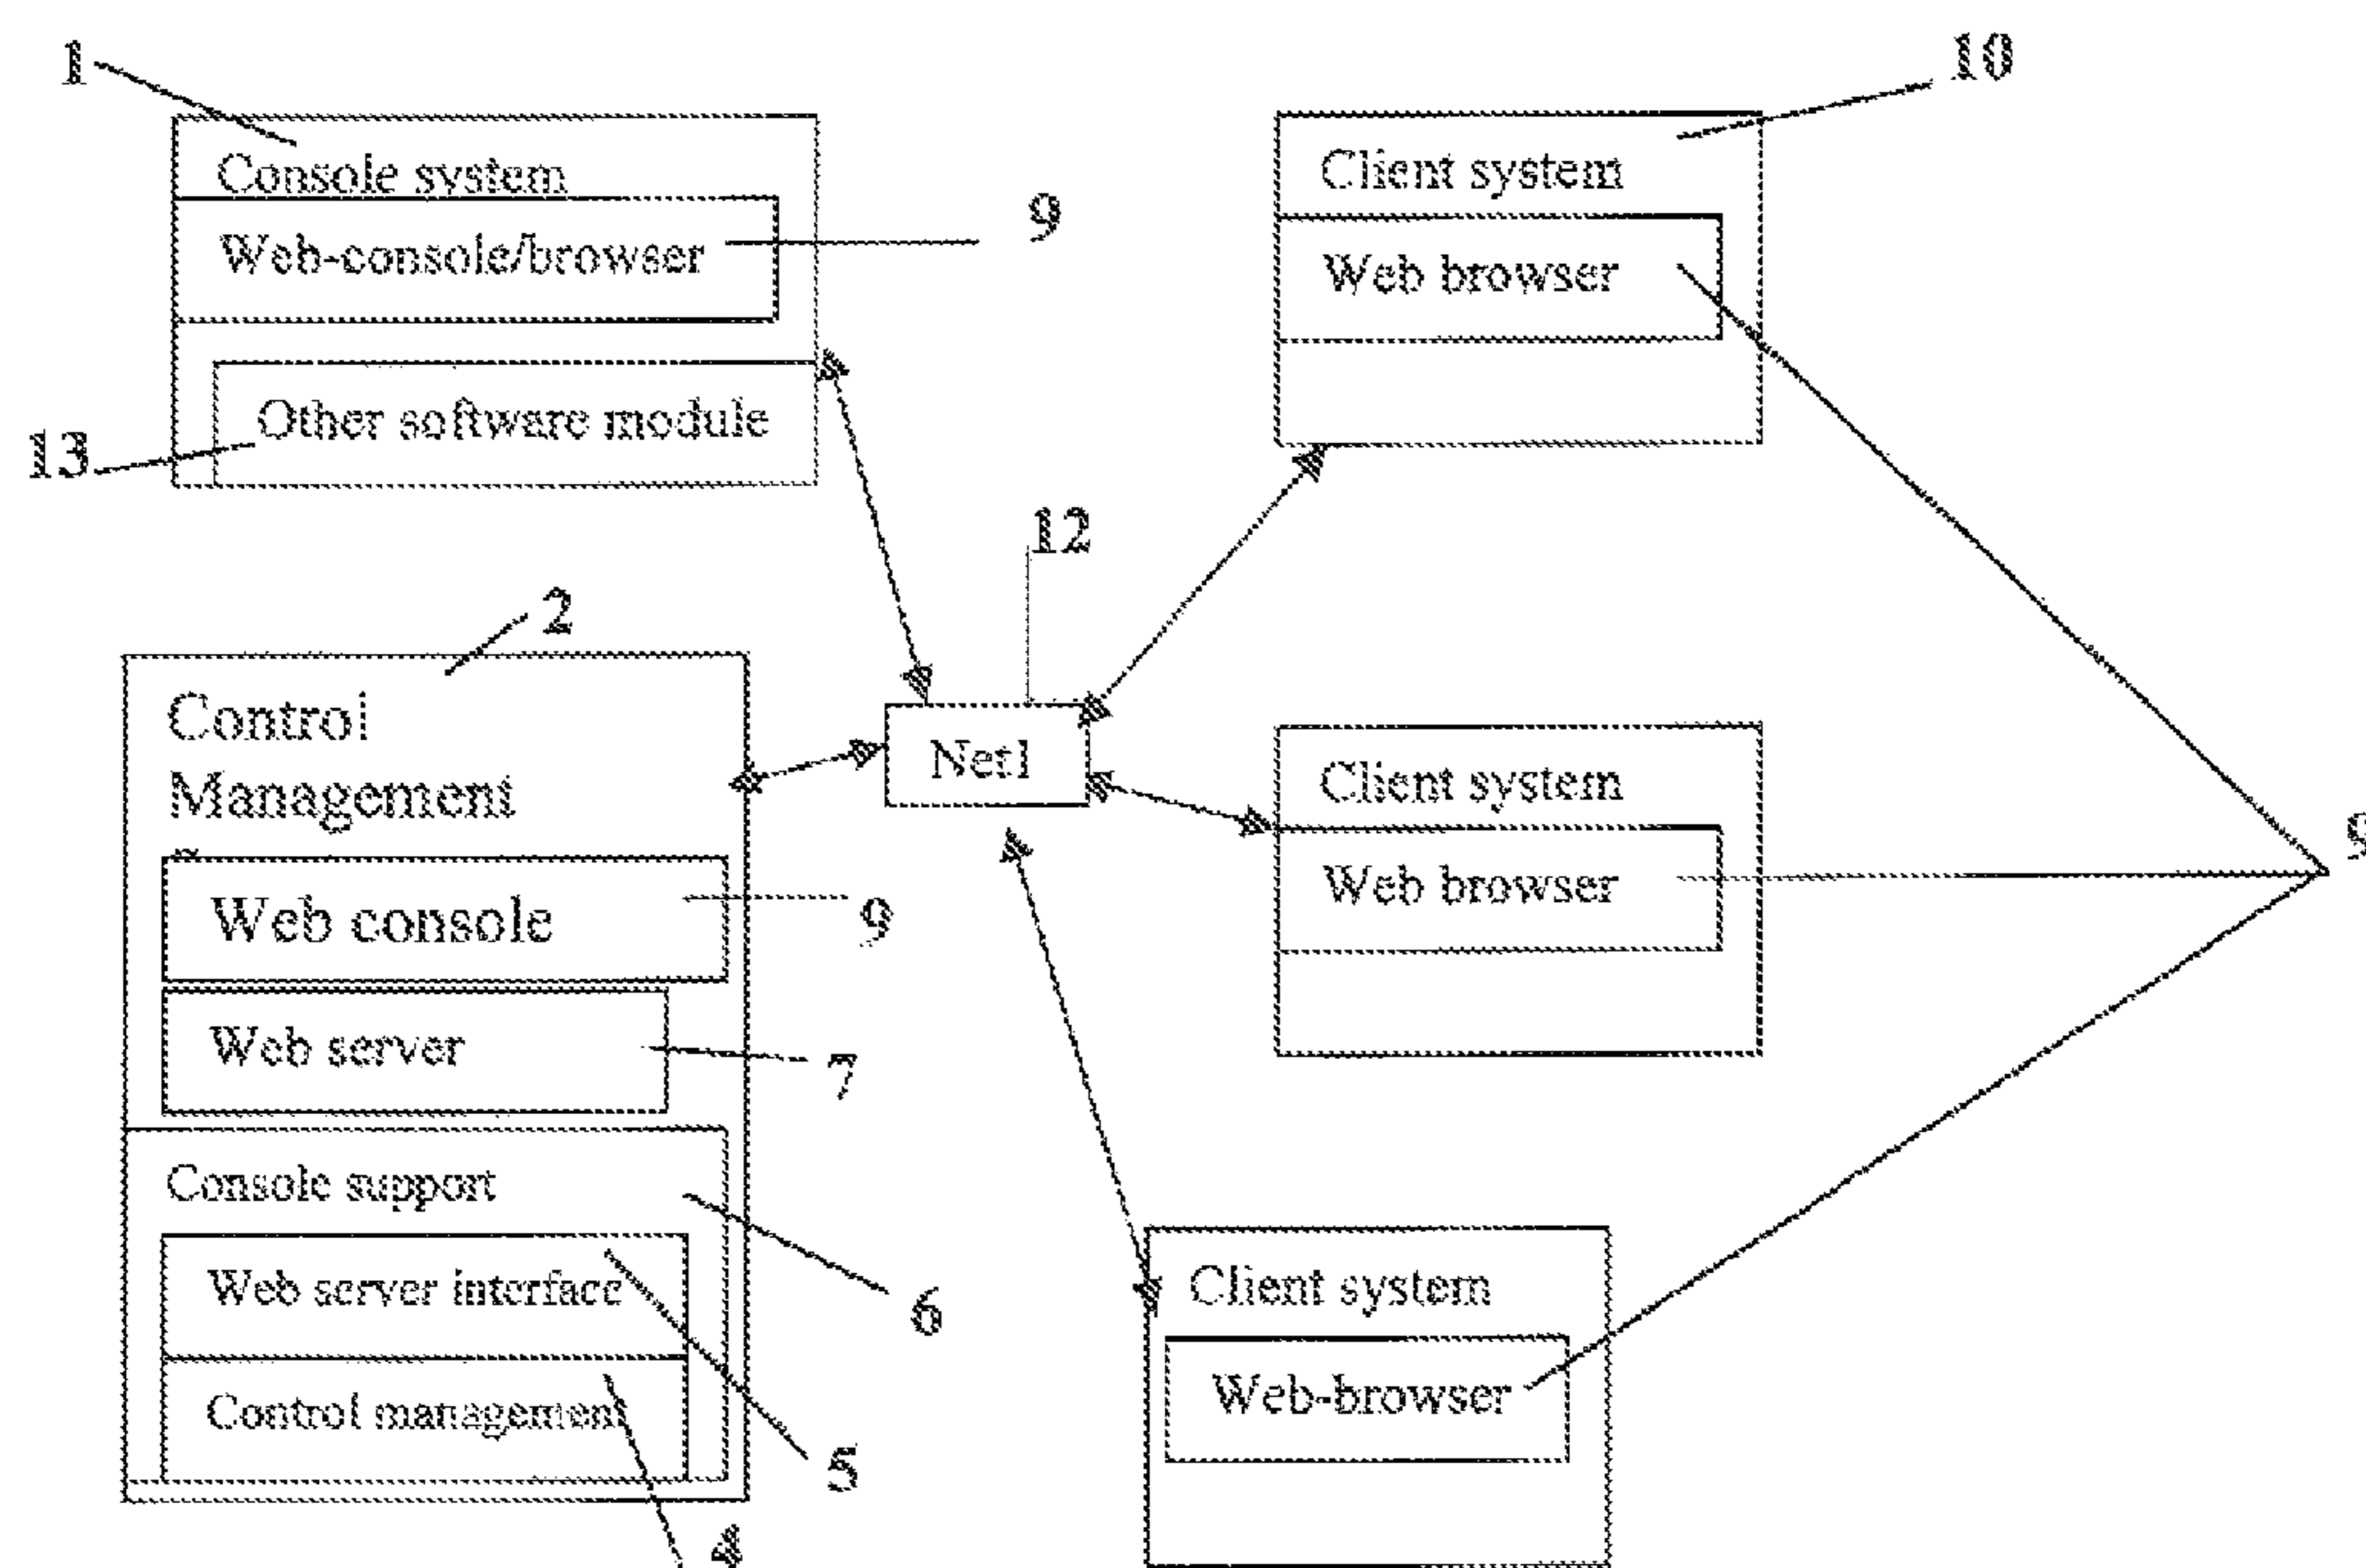 1
Console system
Web-console/browser
9
Other software module
13
10
Client system
Web browser
12
Net1
2
Control
Management
Web console
9
Web server
7
Console support
6
Web server interface
5
Control management
4
Client system
Web browser
9
Client system
Web-browser